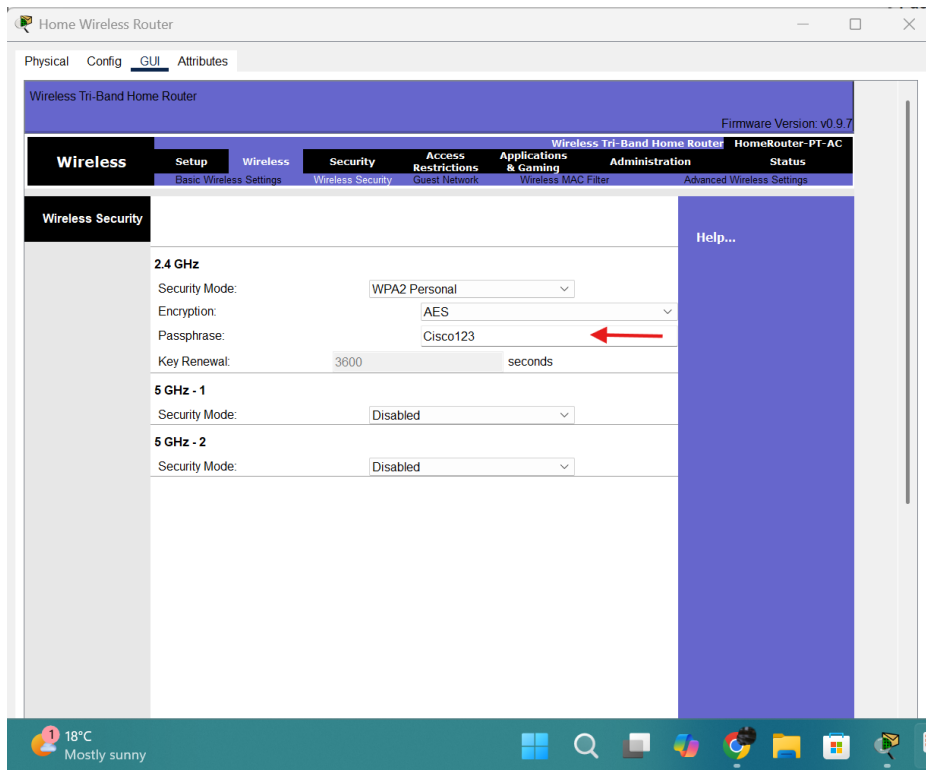 Home Wireless Router
Physical Config GUI Attributes
Wireless Tri-Band Home Router
Firmware Version: v0.9.7
Wireless Tri-Band Home Router HomeRouter-PT-AC
Wireless
Setup Wireless Security Access Restrictions Applications & Gaming Administration Status
Basic Wireless Settings Wireless Security Guest Network Wireless MAC Filter Advanced Wireless Settings
Wireless Security
Help...
2.4 GHz
Security Mode: WPA2 Personal
Encryption: AES
Passphrase: Cisco123
Key Renewal: 3600 seconds
5 GHz - 1
Security Mode: Disabled
5 GHz - 2
Security Mode: Disabled
1
18°C
Mostly sunny